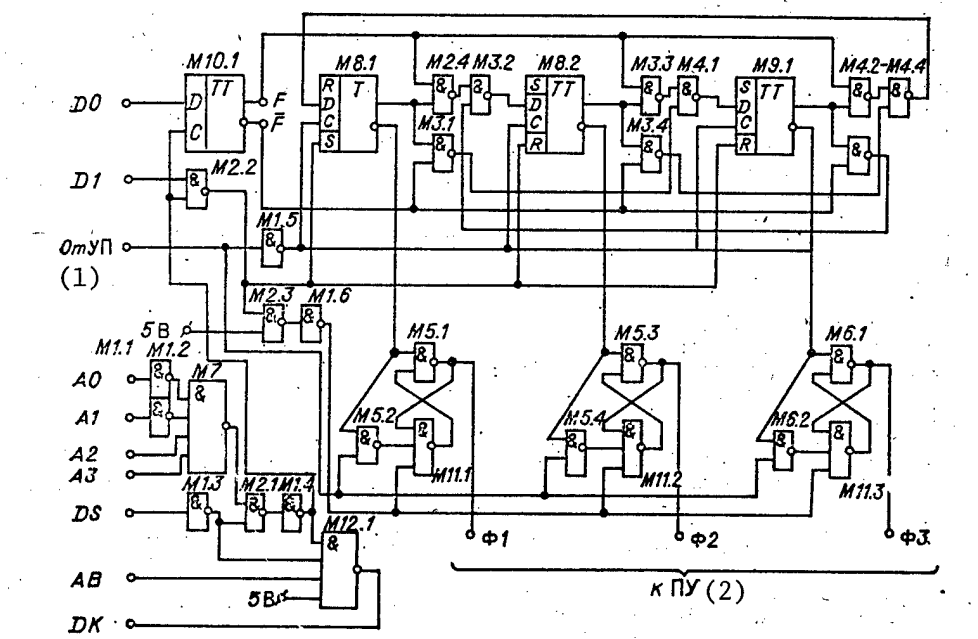 M10.1 M8.1 M2.4 M3.2 M8.2 M3.3 M4.1 M9.1 M4.2-M4.4
D0 D TT C F F̅
R T D C S
& &
S TT D C R
& &
S TT D C R
& &
M3.1 & M3.4 & &
D1 & M2.2
M1.5
От УП &
(1)
M2.3 M1.6
5В & &
M5.1 M5.3 M6.1
& & &
M1.1 M1.2 M7
A0 & &
A1 &
M5.2 M5.4 M6.2
& & & & & &
A2
A3
M11.1 M11.2 M11.3
M1.3 M2.1 M1.4
DS & & &
M12.1
&
Ф1 Ф2 Ф3
AB
5В
к ПУ (2)
DK